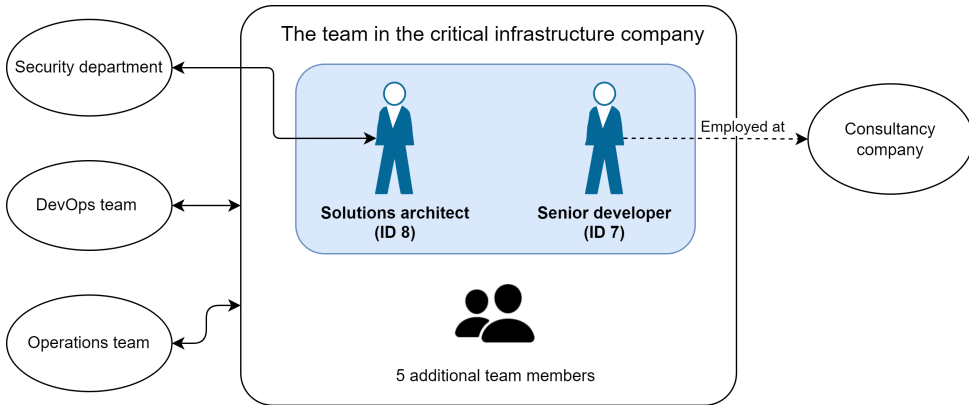 The team in the critical infrastructure company
Security department
Solutions architect
(ID 8)
Senior developer
(ID 7)
Employed at
Consultancy
company
DevOps team
Operations team
5 additional team members